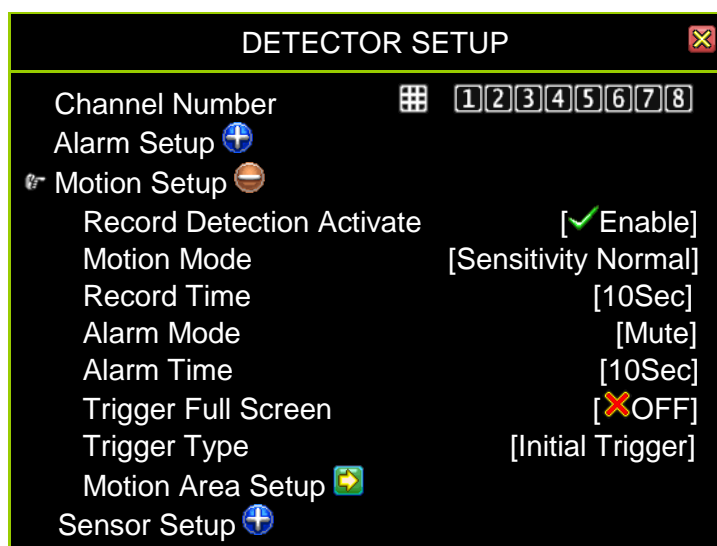 DETECTOR SETUP
Channel Number 1 2 3 4 5 6 7 8
Alarm Setup
Motion Setup
Record Detection Activate [Enable]
Motion Mode [Sensitivity Normal]
Record Time [10Sec]
Alarm Mode [Mute]
Alarm Time [10Sec]
Trigger Full Screen [OFF]
Trigger Type [Initial Trigger]
Motion Area Setup
Sensor Setup